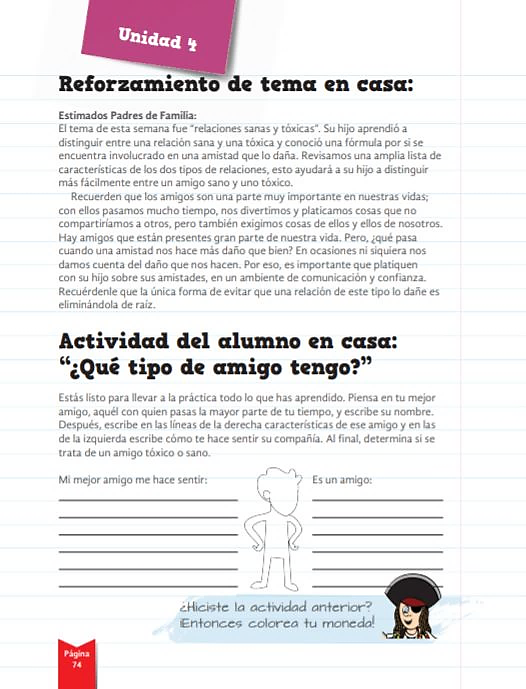 Unidad 4
Reforzamiento de tema en casa:
Estimados Padres de Familia:
El tema de esta semana fue "relaciones sanas y tóxicas". Su hijo aprendió a
distinguir entre una relación sana y una tóxica y conoció una fórmula por si se
encuentra involucrado en una amistad que lo daña. Revisamos una amplia lista de
características de los dos tipos de relaciones, esto ayudará a su hijo a distinguir
más fácilmente entre un amigo sano y uno tóxico.
Recuerden que los amigos son una parte muy importante en nuestras vidas;
con ellos pasamos mucho tiempo, nos divertimos y platicamos cosas que no
compartiríamos a otros, pero también exigimos cosas de ellos y ellos de nosotros.
Hay amigos que están presentes gran parte de nuestra vida. Pero, ¿qué pasa
cuando una amistad nos hace más daño que bien? En ocasiones ni siquiera nos
damos cuenta del daño que nos hacen. Por eso, es importante que platiquen
con su hijo sobre sus amistades, en un ambiente de comunicación y confianza.
Recuérdenle que la única forma de evitar que una relación de este tipo lo dañe es
eliminándola de raíz.
Actividad del alumno en casa:
"¿Qué tipo de amigo tengo?"
Estás listo para llevar a la práctica todo lo que has aprendido. Piensa en tu mejor
amigo, aquél con quien pasas la mayor parte de tu tiempo, y escribe su nombre.
Después, escribe en las líneas de la derecha características de ese amigo y en las
de la izquierda escribe cómo te hace sentir su compañía. Al final, determina si se
trata de un amigo tóxico o sano.
Mi mejor amigo me hace sentir:
Es un amigo:
¿Hiciste la actividad anterior?
¡Entonces colorea tu moneda!
Página
74